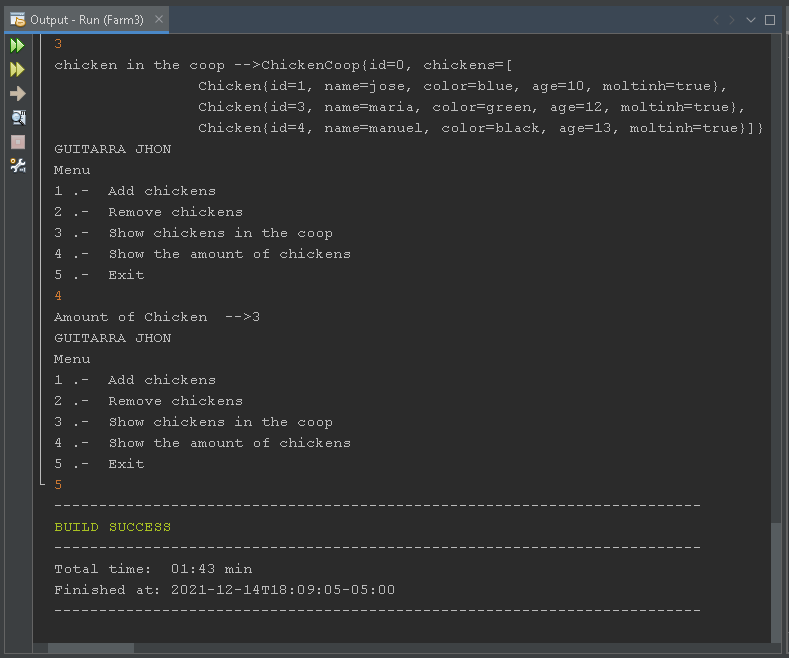 Output - Run (Farm3)
3
chicken in the coop -->ChickenCoop{id=0, chickens=[
Chicken{id=1, name=jose, color=blue, age=10, moltinh=true},
Chicken{id=3, name=maria, color=green, age=12, moltinh=true},
Chicken{id=4, name=manuel, color=black, age=13, moltinh=true}]}
GUITARRA JHON
Menu
1 .-  Add chickens
2 .-  Remove chickens
3 .-  Show chickens in the coop
4 .-  Show the amount of chickens
5 .-  Exit
4
Amount of Chicken  -->3
GUITARRA JHON
Menu
1 .-  Add chickens
2 .-  Remove chickens
3 .-  Show chickens in the coop
4 .-  Show the amount of chickens
5 .-  Exit
5
------------------------------------------------------------------------
BUILD SUCCESS
------------------------------------------------------------------------
Total time:  01:43 min
Finished at: 2021-12-14T18:09:05-05:00
------------------------------------------------------------------------